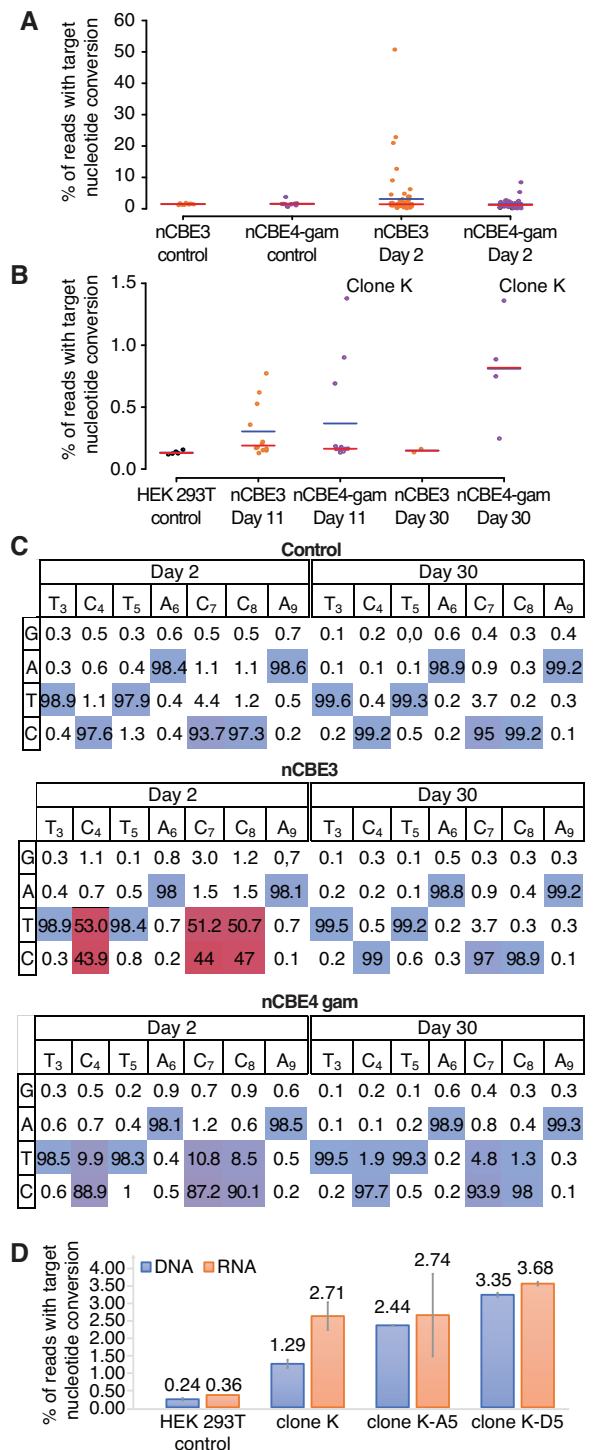 A
% of reads with target
nucleotide conversion
60
50
40
30
20
10
0
nCBE3 nCBE4-gam nCBE3 nCBE4-gam
control control Day 2 Day 2
B
% of reads with target
nucleotide conversion
1.5
1.0
0.5
0.0
Clone K Clone K
HEK 293T nCBE3 nCBE4-gam nCBE3 nCBE4-gam
control Day 11 Day 11 Day 30 Day 30
C
Control
Day 2 Day 30
T3 C4 T5 A6 C7 C8 A9 T3 C4 T5 A6 C7 C8 A9
G 0.3 0.5 0.3 0.6 0.5 0.5 0.7 0.1 0.2 0,0 0.6 0.4 0.3 0.4
A 0.3 0.6 0.4 98.4 1.1 1.1 98.6 0.1 0.1 0.1 98.9 0.9 0.3 99.2
T 98.9 1.1 97.9 0.4 4.4 1.2 0.5 99.6 0.4 99.3 0.2 3.7 0.2 0.3
C 0.4 97.6 1.3 0.4 93.7 97.3 0.2 0.2 99.2 0.5 0.2 95 99.2 0.1
nCBE3
Day 2 Day 30
T3 C4 T5 A6 C7 C8 A9 T3 C4 T5 A6 C7 C8 A9
G 0.3 1.1 0.1 0.8 3.0 1.2 0,7 0.1 0.3 0.1 0.5 0.3 0.3 0.3
A 0.4 0.7 0.5 98 1.5 1.5 98.1 0.2 0.2 0.1 98.8 0.9 0.4 99.2
T 98.9 53.0 98.4 0.7 51.2 50.7 0.7 99.5 0.5 99.2 0.2 3.7 0.3 0.3
C 0.3 43.9 0.8 0.2 44 47 0.1 0.2 99 0.6 0.3 97 98.9 0.1
nCBE4 gam
Day 2 Day 30
T3 C4 T5 A6 C7 C8 A9 T3 C4 T5 A6 C7 C8 A9
G 0.3 0.5 0.2 0.9 0.7 0.9 0.6 0.1 0.2 0.1 0.6 0.4 0.3 0.3
A 0.6 0.7 0.4 98.1 1.2 0.6 98.5 0.1 0.1 0.2 98.9 0.8 0.4 99.3
T 98.5 9.9 98.3 0.4 10.8 8.5 0.5 99.5 1.9 99.3 0.2 4.8 1.3 0.3
C 0.6 88.9 1 0.5 87.2 90.1 0.2 0.2 97.7 0.5 0.2 93.9 98 0.1
D
% of reads with target
nucleotide conversion
4.00
3.50
3.00
2.50
2.00
1.50
1.00
0.50
0.00
DNA RNA
0.24 0.36 1.29 2.71 2.44 2.74 3.35 3.68
HEK 293T clone K clone K-A5 clone K-D5
control